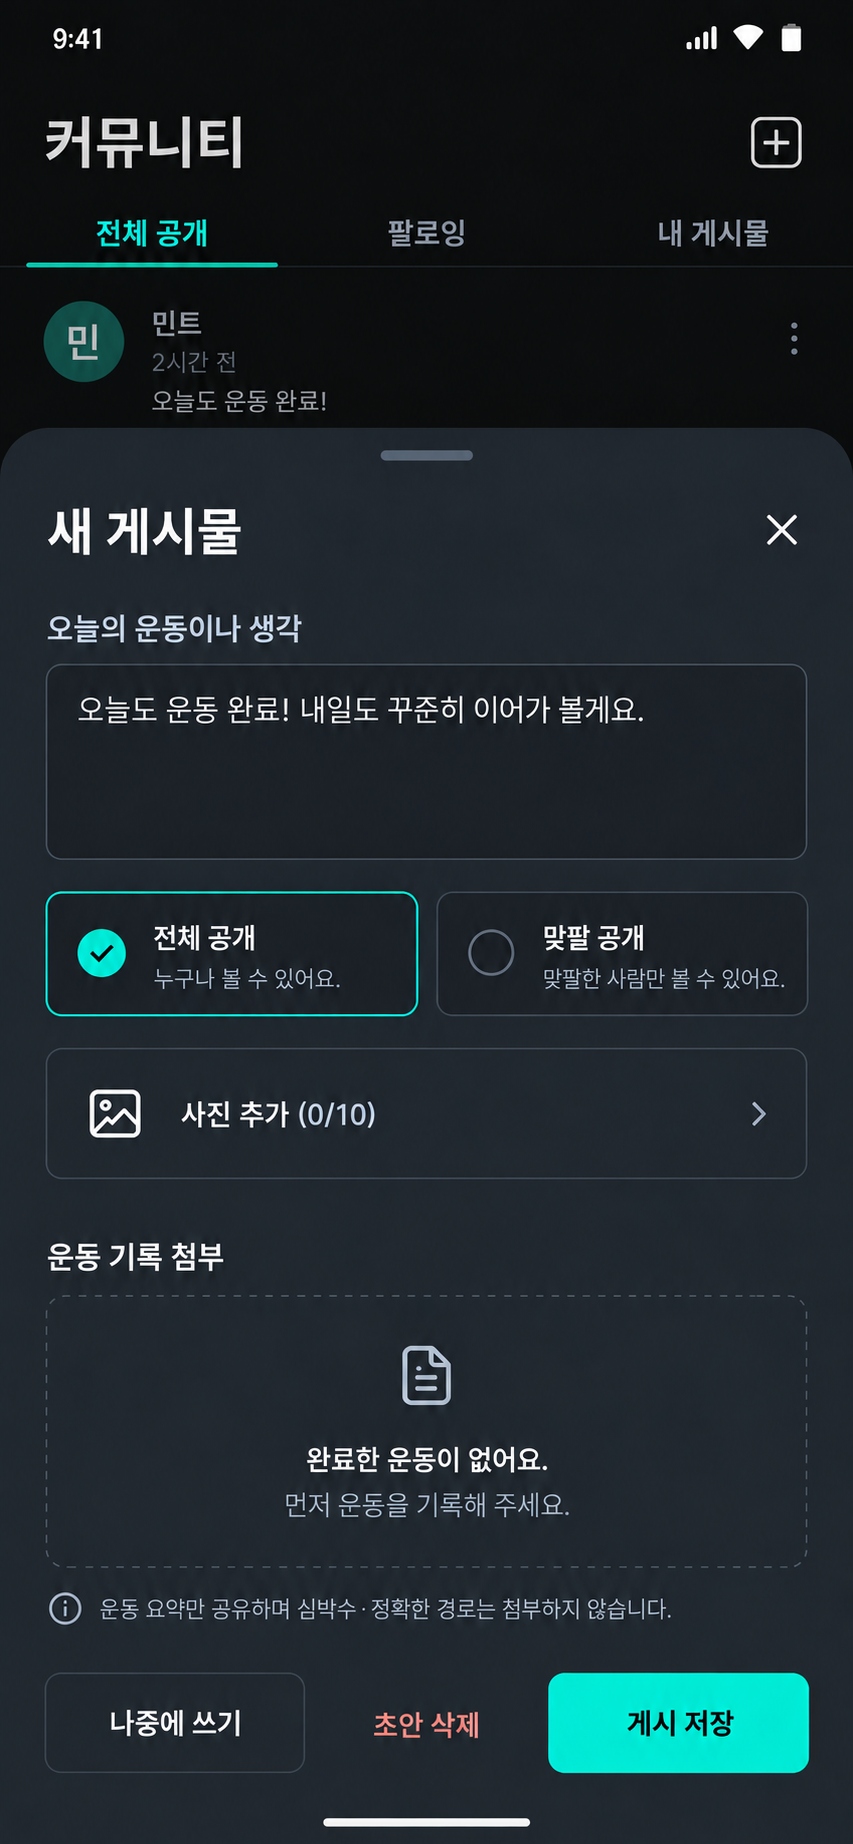 9:41
커뮤니티
전체 공개
팔로잉
내 게시물
민
민트
2시간 전
오늘도 운동 완료!
새 게시물
오늘의 운동이나 생각
오늘도 운동 완료! 내일도 꾸준히 이어가 볼게요.
전체 공개
누구나 볼 수 있어요.
맞팔 공개
맞팔한 사람만 볼 수 있어요.
사진 추가 (0/10)
운동 기록 첨부
완료한 운동이 없어요.
먼저 운동을 기록해 주세요.
운동 요약만 공유하며 심박수 · 정확한 경로는 첨부하지 않습니다.
나중에 쓰기
초안 삭제
게시 저장